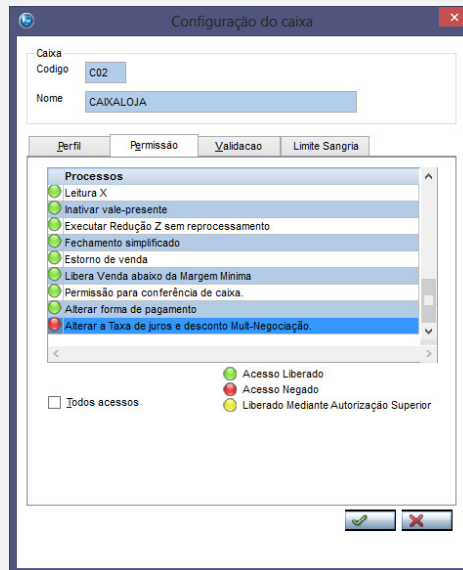 Configuração do caixa
Caixa
Codigo C02
Nome CAIXALOJA
Perfil Permissão Validacao Limite Sangria
Processos
Leitura X
Inativar vale-presente
Executar Redução Z sem reprocessamento
Fechamento simplificado
Estorno de venda
Libera Venda abaixo da Margem Minima
Permissão para conferência de caixa.
Alterar forma de pagamento
Alterar a Taxa de juros e desconto Mult-Negociação.
Acesso Liberado
Acesso Negado
Todos acessos Liberado Mediante Autorização Superior